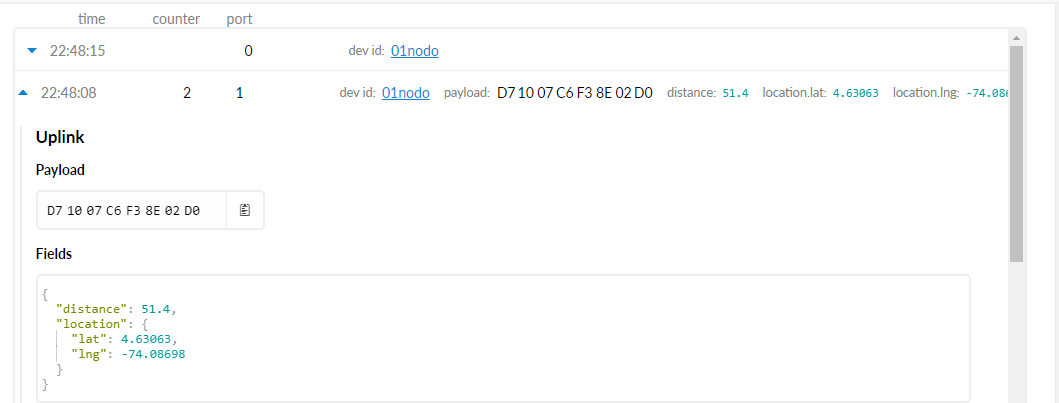 time counter port
22:48:15 0 dev id: 01nodo
22:48:08 2 1 dev id: 01nodo payload: D7 10 07 C6 F3 8E 02 D0 distance: 51.4 location.lat: 4.63063 location.lng: -74.086
Uplink
Payload
D7 10 07 C6 F3 8E 02 D0
Fields
{
"distance": 51.4,
"location": {
"lat": 4.63063,
"lng": -74.08698
}
}